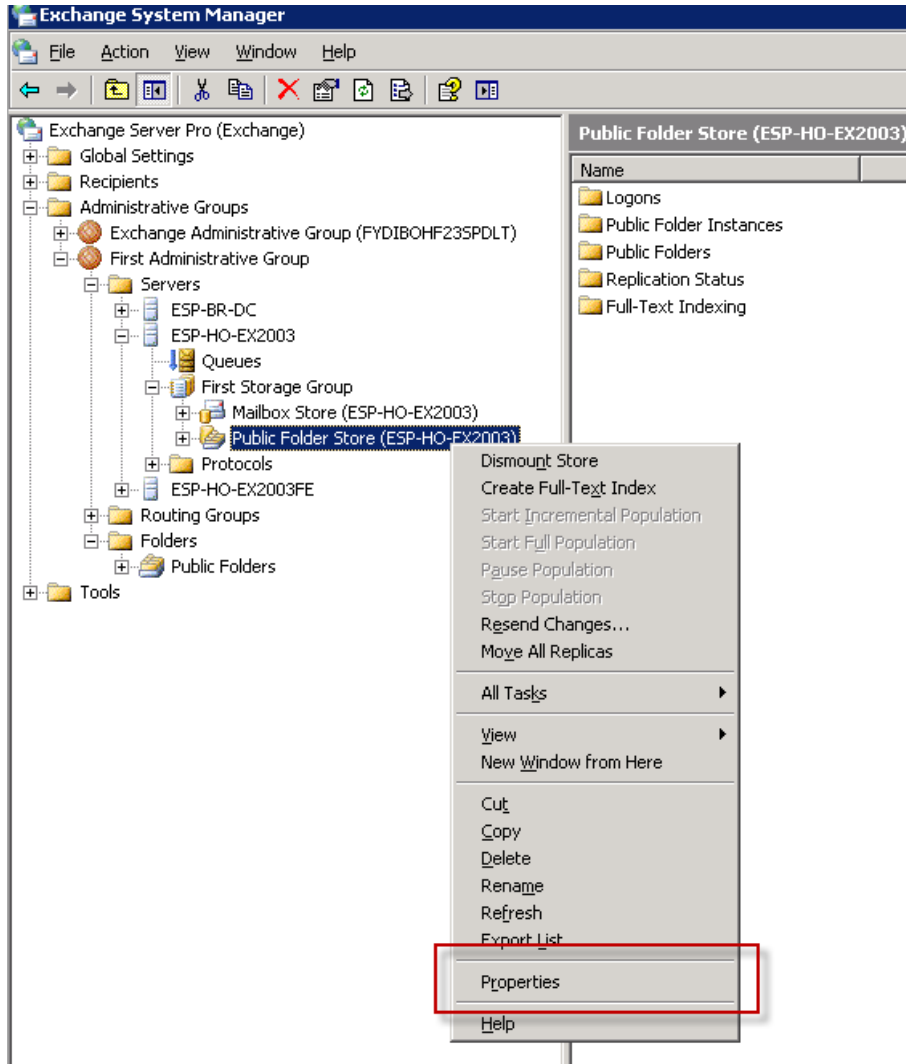 Exchange System Manager
File Action View Window Help
Exchange Server Pro (Exchange)
Global Settings
Recipients
Administrative Groups
Exchange Administrative Group (FYDIBOHF23SPDLT)
First Administrative Group
Servers
ESP-BR-DC
ESP-HO-EX2003
Queues
First Storage Group
Mailbox Store (ESP-HO-EX2003)
Public Folder Store (ESP-HO-EX2003)
Protocols
ESP-HO-EX2003FE
Routing Groups
Folders
Public Folders
Tools
Public Folder Store (ESP-HO-EX2003)
Name
Logons
Public Folder Instances
Public Folders
Replication Status
Full-Text Indexing
Dismount Store
Create Full-Text Index
Start Incremental Population
Start Full Population
Pause Population
Stop Population
Resend Changes...
Move All Replicas
All Tasks
View
New Window from Here
Cut
Copy
Delete
Rename
Refresh
Export List
Properties
Help